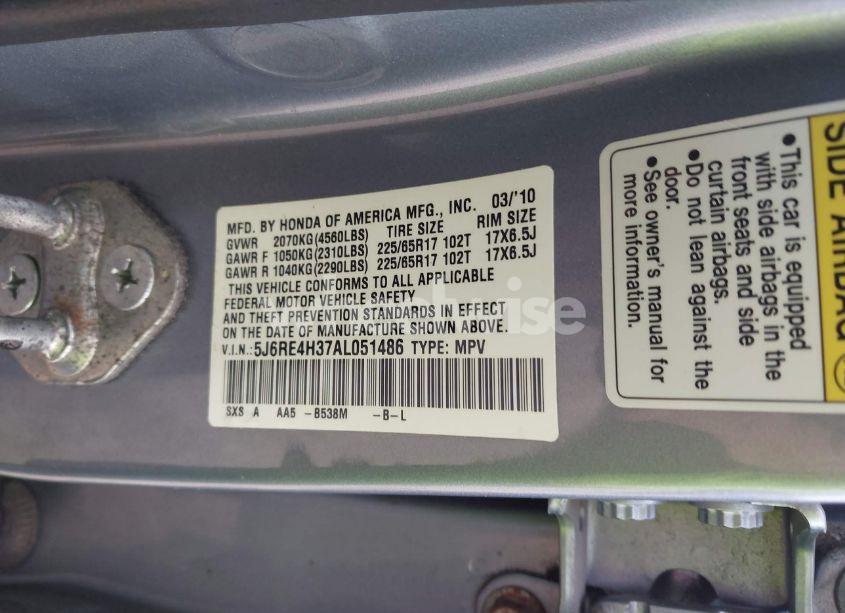 MFD. BY HONDA OF AMERICA MFG., INC. 03/'10
GVWR 2070KG(4560LBS) TIRE SIZE RIM SIZE
GAWR F 1050KG(2310LBS) 225/65R17 102T 17X6.5J
GAWR R 1040KG(2290LBS) 225/65R17 102T 17X6.5J
THIS VEHICLE CONFORMS TO ALL APPLICABLE
FEDERAL MOTOR VEHICLE SAFETY
AND THEFT PREVENTION STANDARDS IN EFFECT
ON THE DATE OF MANUFACTURE SHOWN ABOVE.
V.I.N.: 5J6RE4H37AL051486 TYPE: MPV
SXS A AA5 -B538M -B-L
SIDE AIRBAG
•This car is equipped
with side airbags in the
front seats and side
curtain airbags.
•Do not lean against the
door.
•See owner's manual for
more information.